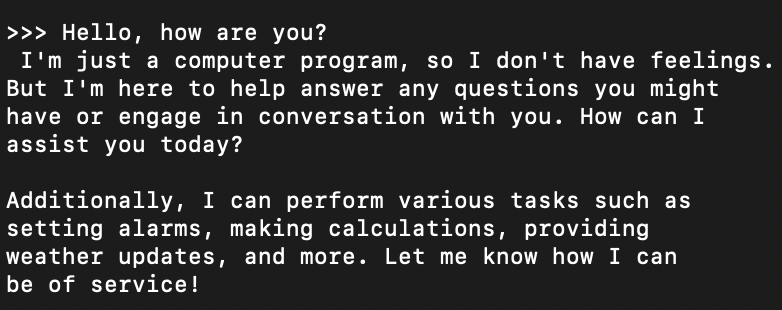 >>> Hello, how are you?
I'm just a computer program, so I don't have feelings.
But I'm here to help answer any questions you might
have or engage in conversation with you. How can I
assist you today?

Additionally, I can perform various tasks such as
setting alarms, making calculations, providing
weather updates, and more. Let me know how I can
be of service!